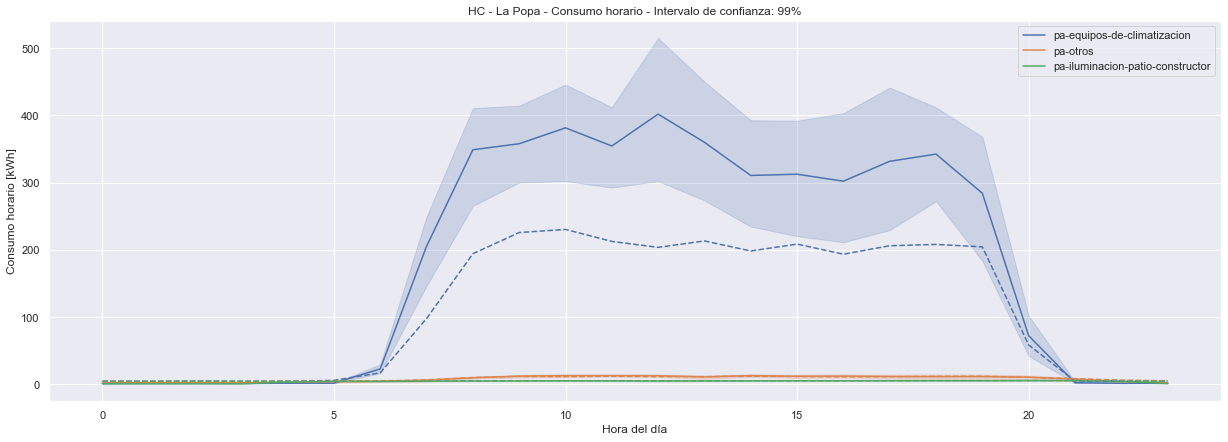 HC - La Popa - Consumo horario - Intervalo de confianza: 99%
pa-equipos-de-climatizacion
pa-otros
pa-iluminacion-patio-constructor
Consumo horario [kWh]
500
400
300
200
100
0
0
5
10
15
20
Hora del día